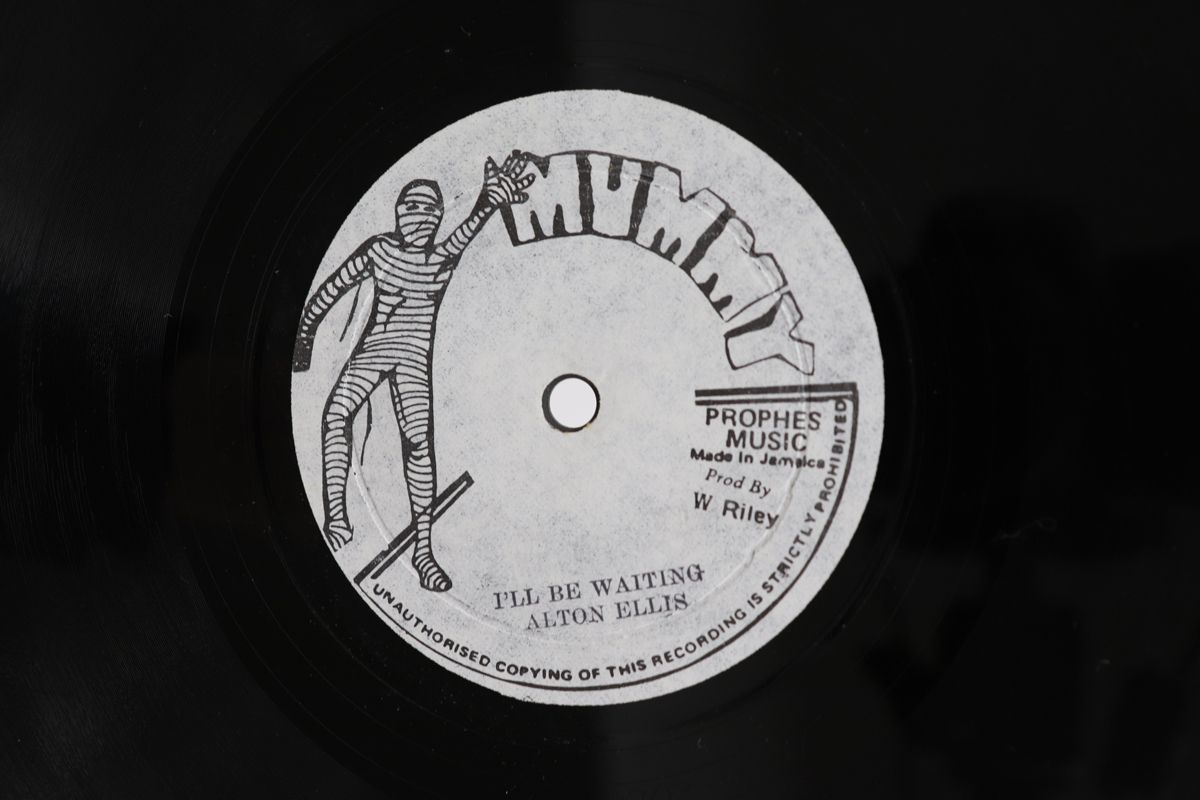 MUMMY
PROPHES
MUSIC
Made In Jamaica
Prod By
W Riley
I'LL BE WAITING
ALTON ELLIS
UNAUTHORISED COPYING OF THIS RECORDING IS STRICTLY PROHIBITED